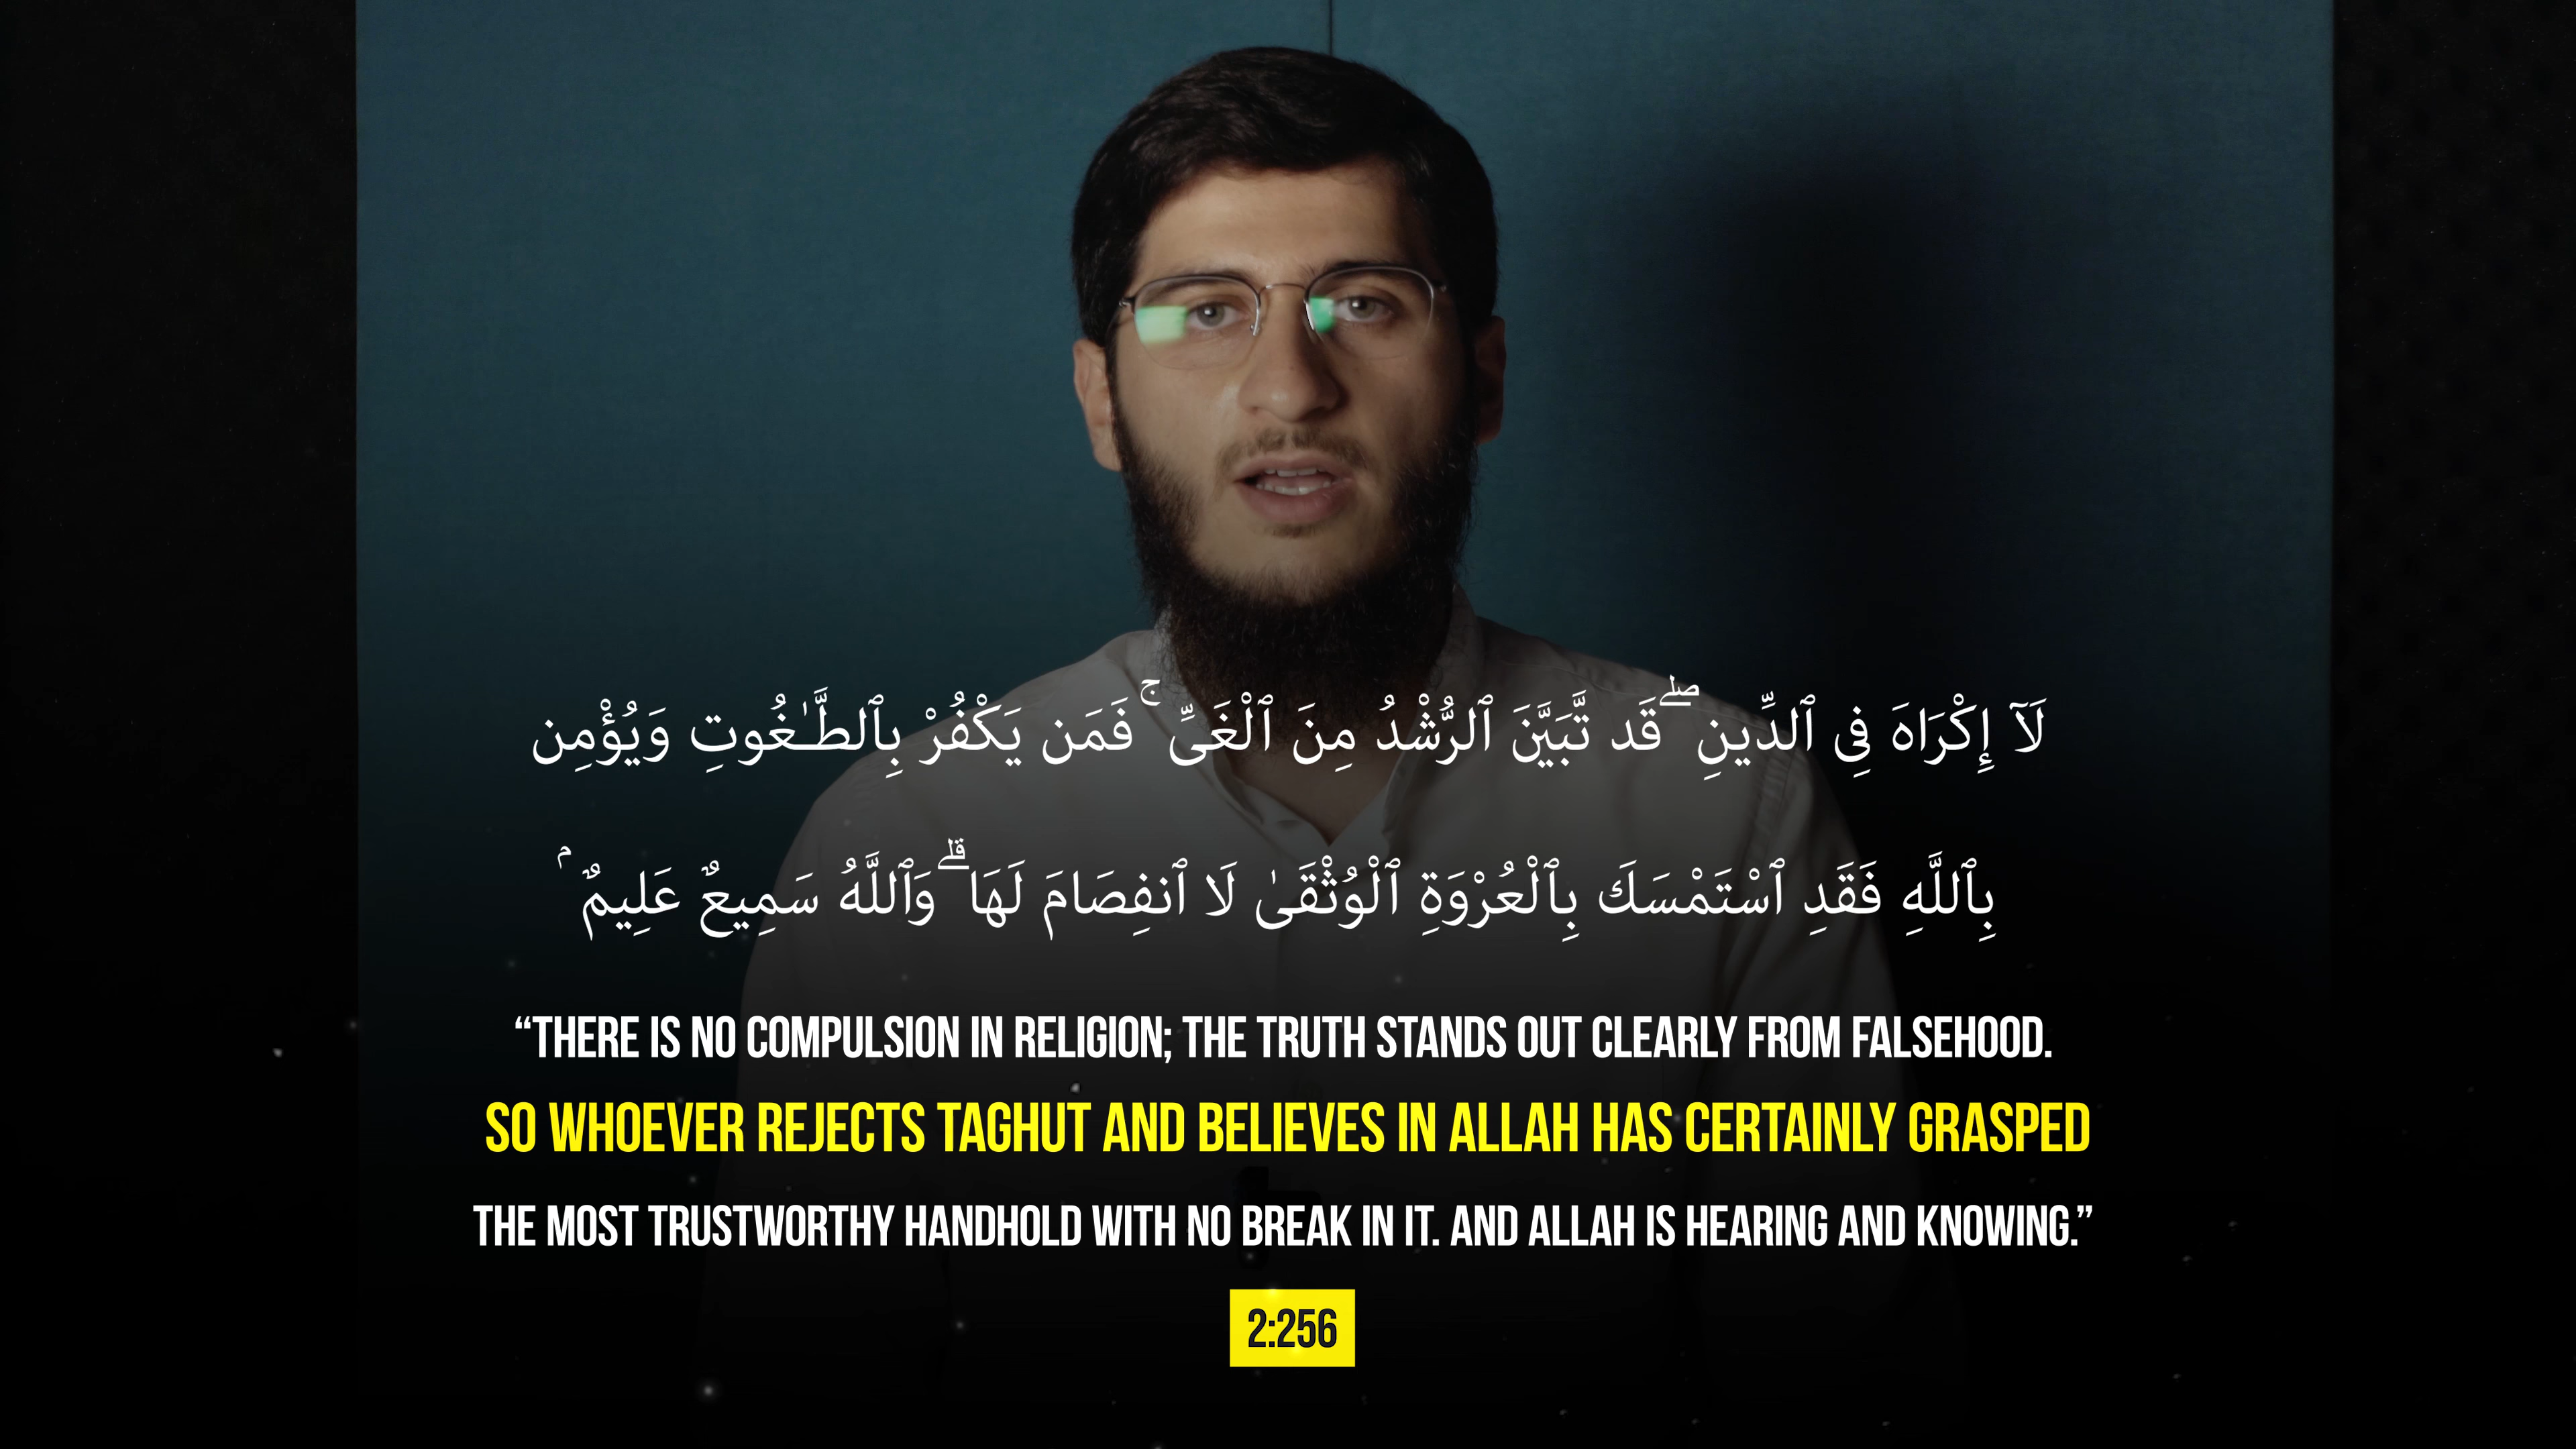 لَآ إِكْرَاهَ فِى ٱلدِّينِ ۖ قَد تَّبَيَّنَ ٱلرُّشْدُ مِنَ ٱلْغَىِّ ۚ فَمَن يَكْفُرْ بِٱلطَّـٰغُوتِ وَيُؤْمِن
بِٱللَّهِ فَقَدِ ٱسْتَمْسَكَ بِٱلْعُرْوَةِ ٱلْوُثْقَىٰ لَا ٱنفِصَامَ لَهَا ۗ وَٱللَّهُ سَمِيعٌ عَلِيمٌ ۢ
“THERE IS NO COMPULSION IN RELIGION; THE TRUTH STANDS OUT CLEARLY FROM FALSEHOOD.
SO WHOEVER REJECTS TAGHUT AND BELIEVES IN ALLAH HAS CERTAINLY GRASPED
THE MOST TRUSTWORTHY HANDHOLD WITH NO BREAK IN IT. AND ALLAH IS HEARING AND KNOWING.”
2:256